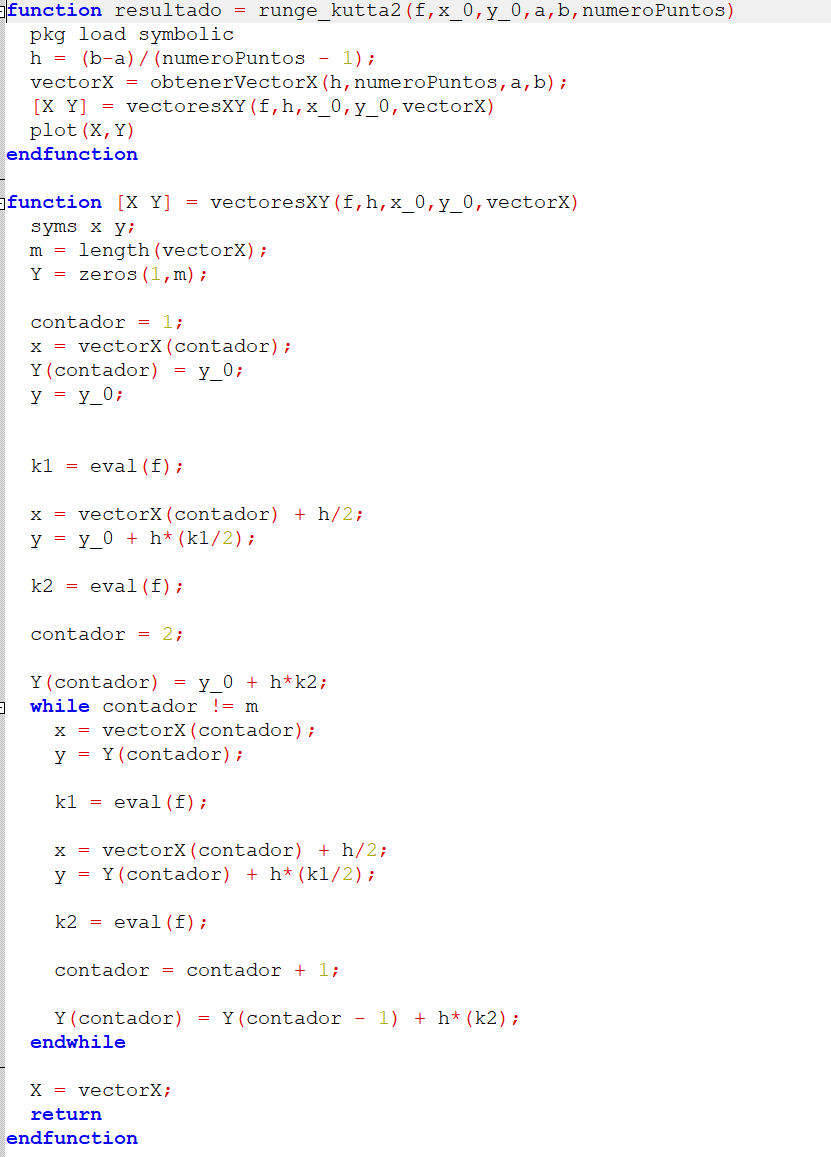 function resultado = runge_kutta2(f,x_0,y_0,a,b,numeroPuntos)
  pkg load symbolic
  h = (b-a)/(numeroPuntos - 1);
  vectorX = obtenerVectorX(h,numeroPuntos,a,b);
  [X Y] = vectoresXY(f,h,x_0,y_0,vectorX)
  plot(X,Y)
endfunction

function [X Y] = vectoresXY(f,h,x_0,y_0,vectorX)
  syms x y;
  m = length(vectorX);
  Y = zeros(1,m);

  contador = 1;
  x = vectorX(contador);
  Y(contador) = y_0;
  y = y_0;


  k1 = eval(f);

  x = vectorX(contador) + h/2;
  y = y_0 + h*(k1/2);

  k2 = eval(f);

  contador = 2;

  Y(contador) = y_0 + h*k2;
  while contador != m
    x = vectorX(contador);
    y = Y(contador);

    k1 = eval(f);

    x = vectorX(contador) + h/2;
    y = Y(contador) + h*(k1/2);

    k2 = eval(f);

    contador = contador + 1;

    Y(contador) = Y(contador - 1) + h*(k2);
  endwhile

  X = vectorX;
  return
endfunction